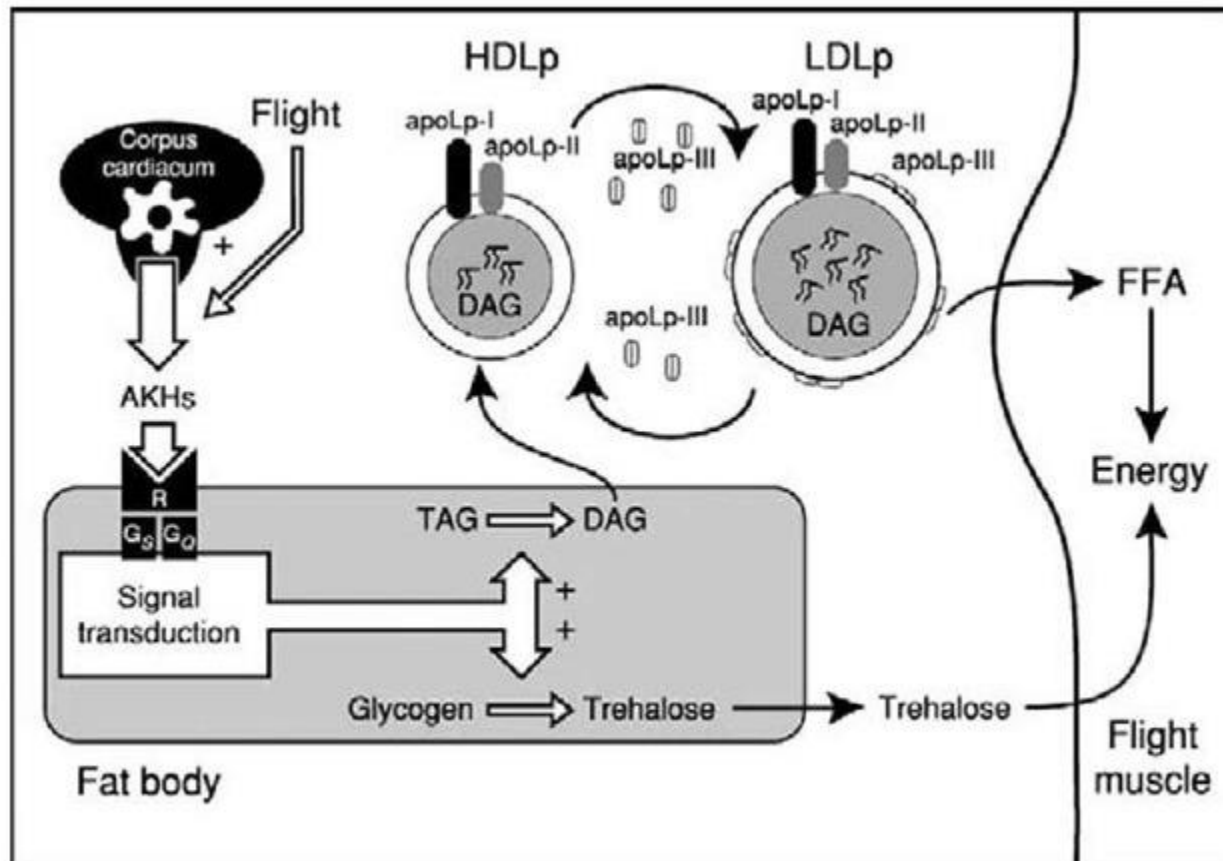 HDLp
LDLp
Flight
Corpus
cardiacum
+
apoLp-I
apoLp-II
apoLp-III
apoLp-I
apoLp-II
apoLp-III
DAG
DAG
apoLp-III
FFA
AKHs
Energy
R
GS GQ
TAG
DAG
Signal
transduction
+
+
Glycogen
Trehalose
Trehalose
Fat body
Flight
muscle